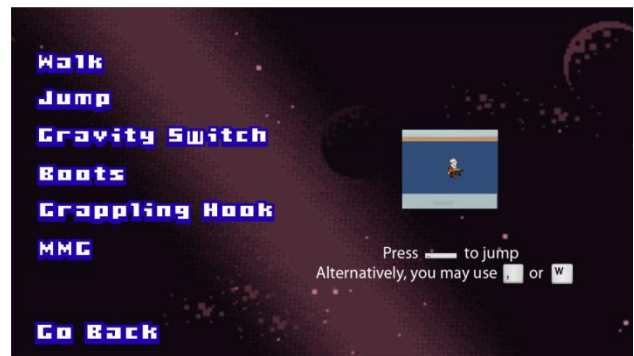 Walk
Jump
Gravity Switch
Boots
Grappling Hook
MMG
Press to jump
Alternatively, you may use , or W
Go Back